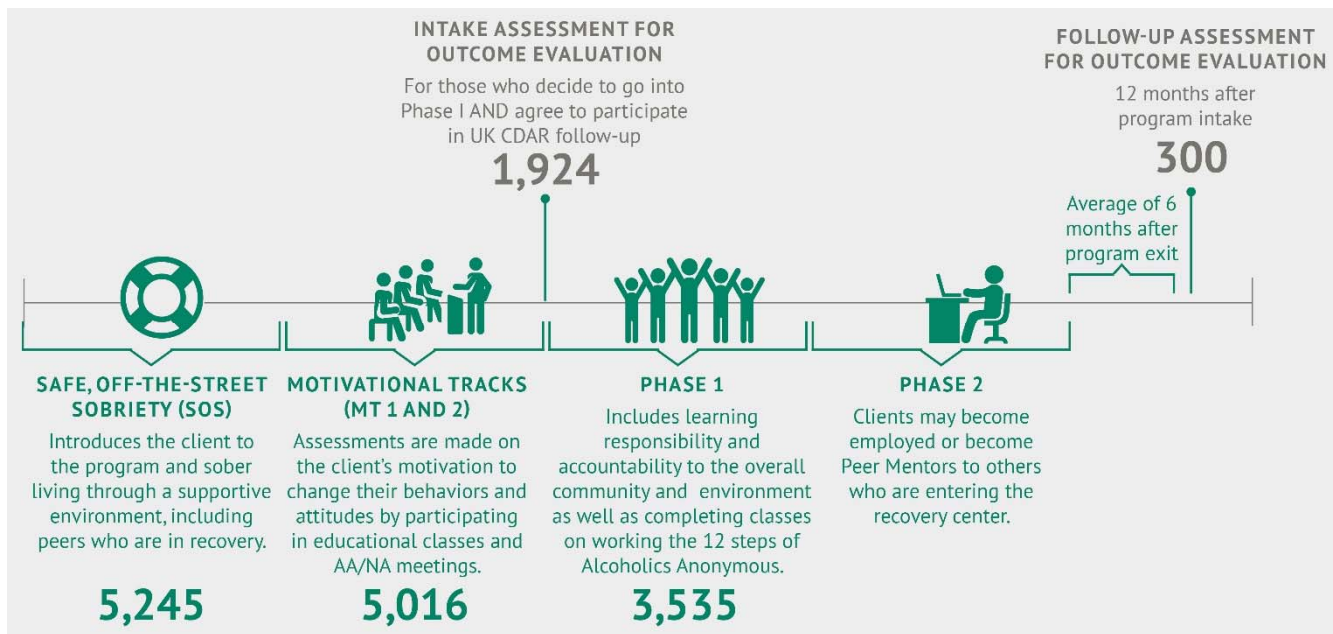 INTAKE ASSESSMENT FOR
OUTCOME EVALUATION
For those who decide to go into
Phase I AND agree to participate
in UK CDAR follow-up
1,924
FOLLOW-UP ASSESSMENT
FOR OUTCOME EVALUATION
12 months after
program intake
300
Average of 6
months after
program exit
SAFE, OFF-THE-STREET
SOBRIETY (SOS)
Introduces the client to
the program and sober
living through a supportive
environment, including
peers who are in recovery.
5,245
MOTIVATIONAL TRACKS
(MT 1 AND 2)
Assessments are made on
the client's motivation to
change their behaviors and
attitudes by participating
in educational classes and
AA/NA meetings.
5,016
PHASE 1
Includes learning
responsibility and
accountability to the overall
community and environment
as well as completing classes
on working the 12 steps of
Alcoholics Anonymous.
3,535
PHASE 2
Clients may become
employed or become
Peer Mentors to others
who are entering the
recovery center.